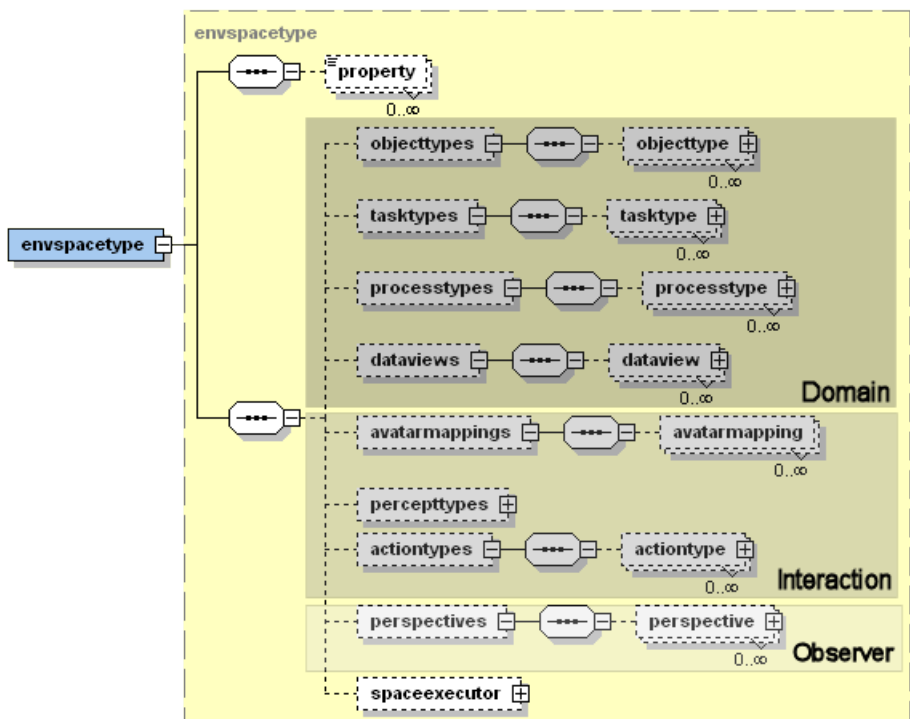 envspacetype
property
0..∞
objecttypes objecttype
0..∞
tasktypes tasktype
0..∞
processtypes processtype
0..∞
dataviews dataview
0..∞
Domain
envspacetype
avatarmappings avatarmapping
0..∞
percepttypes
actiontypes actiontype
0..∞
Interaction
perspectives perspective
0..∞
Observer
spaceexecutor